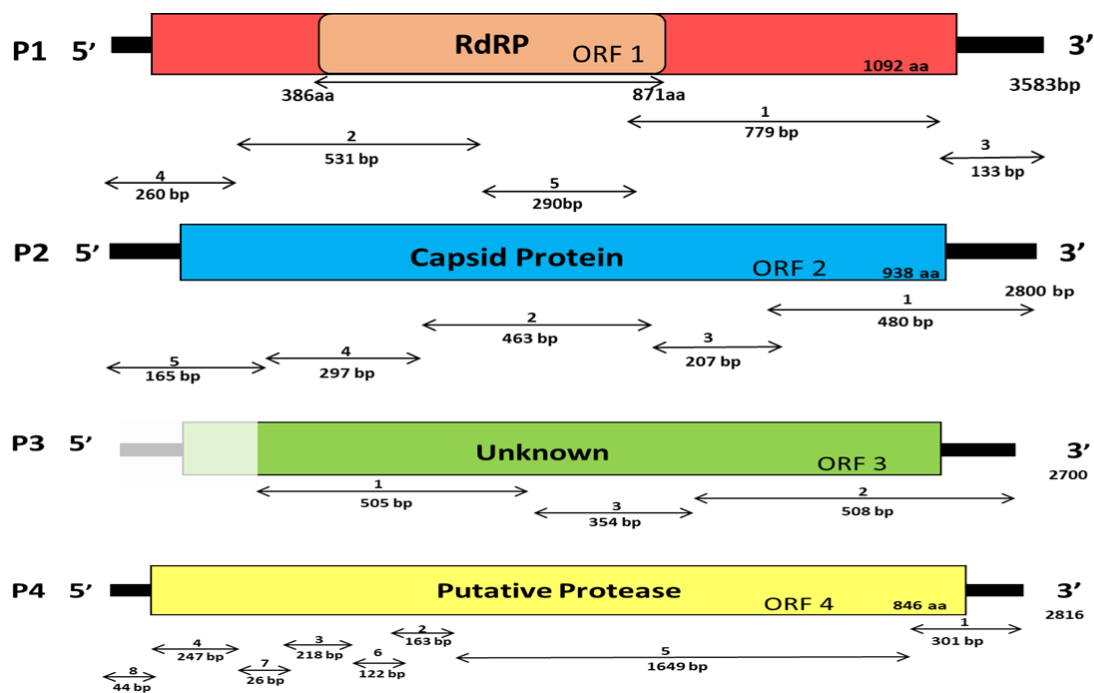 P1 5’ RdRP ORF 1 1092 aa 3’
3583bp
386aa 871aa
1
779 bp
2
531 bp
3
133 bp
4
260 bp
5
290bp
P2 5’ Capsid Protein ORF 2 938 aa 3’
2800 bp
1
480 bp
2
463 bp
3
207 bp
4
297 bp
5
165 bp
P3 5’ Unknown ORF 3 3’
2700
1
505 bp
2
508 bp
3
354 bp
P4 5’ Putative Protease ORF 4 846 aa 3’
2816
1
301 bp
2
163 bp
3
218 bp
4
247 bp
5
1649 bp
6
122 bp
7
26 bp
8
44 bp